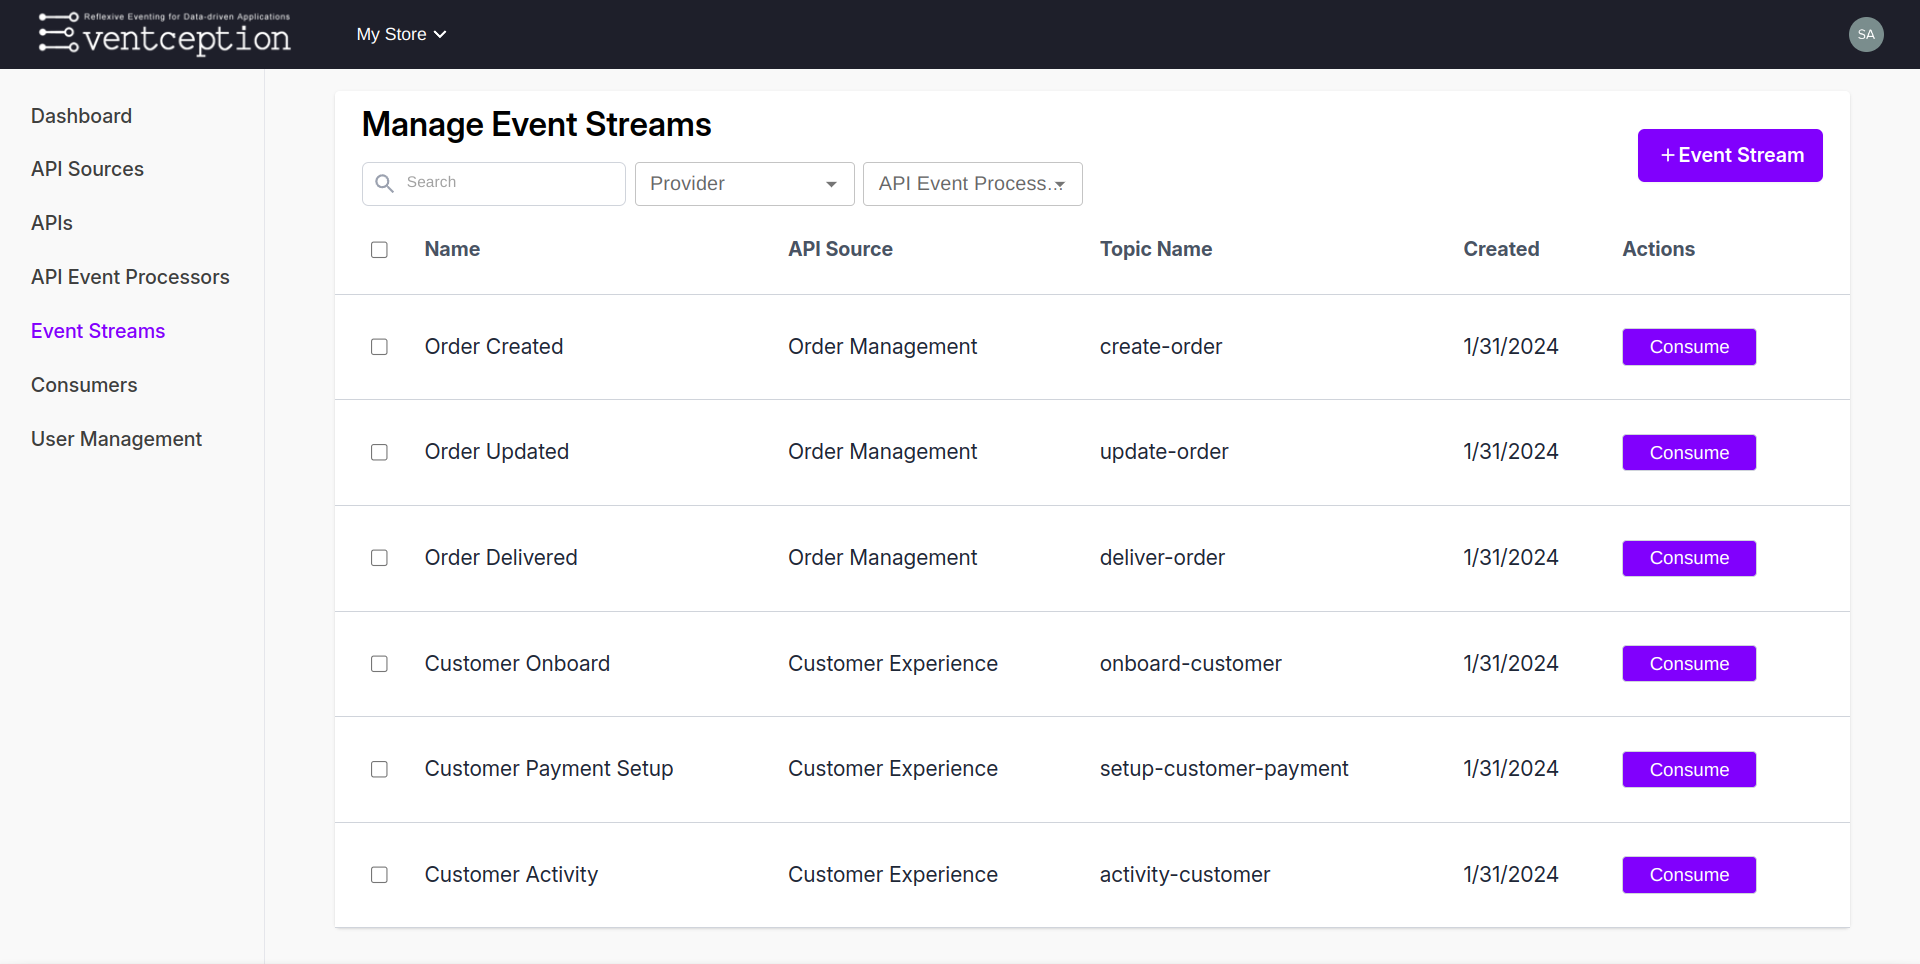 Reflexive Eventing for Data-driven Applications
ventception
My Store
SA
Dashboard
API Sources
APIs
API Event Processors
Event Streams
Consumers
User Management
Manage Event Streams
Search
Provider
API Event Process...
+ Event Stream
Name API Source Topic Name Created Actions
Order Created Order Management create-order 1/31/2024 Consume
Order Updated Order Management update-order 1/31/2024 Consume
Order Delivered Order Management deliver-order 1/31/2024 Consume
Customer Onboard Customer Experience onboard-customer 1/31/2024 Consume
Customer Payment Setup Customer Experience setup-customer-payment 1/31/2024 Consume
Customer Activity Customer Experience activity-customer 1/31/2024 Consume